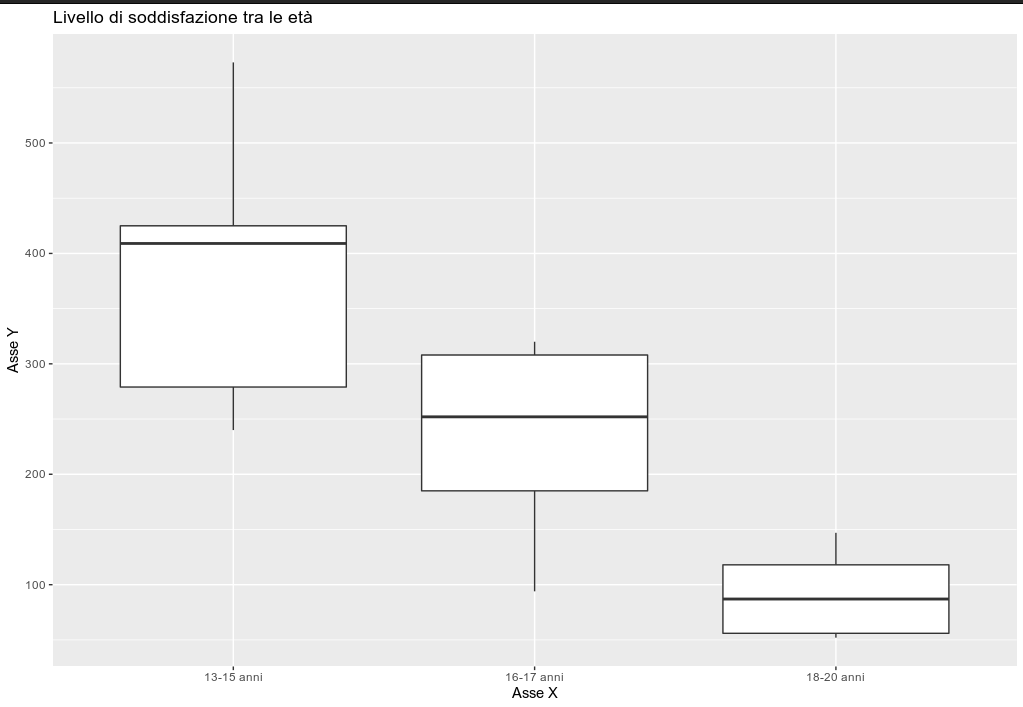 Livello di soddisfazione tra le età
Asse Y
500
400
300
200
100
13-15 anni
16-17 anni
18-20 anni
Asse X